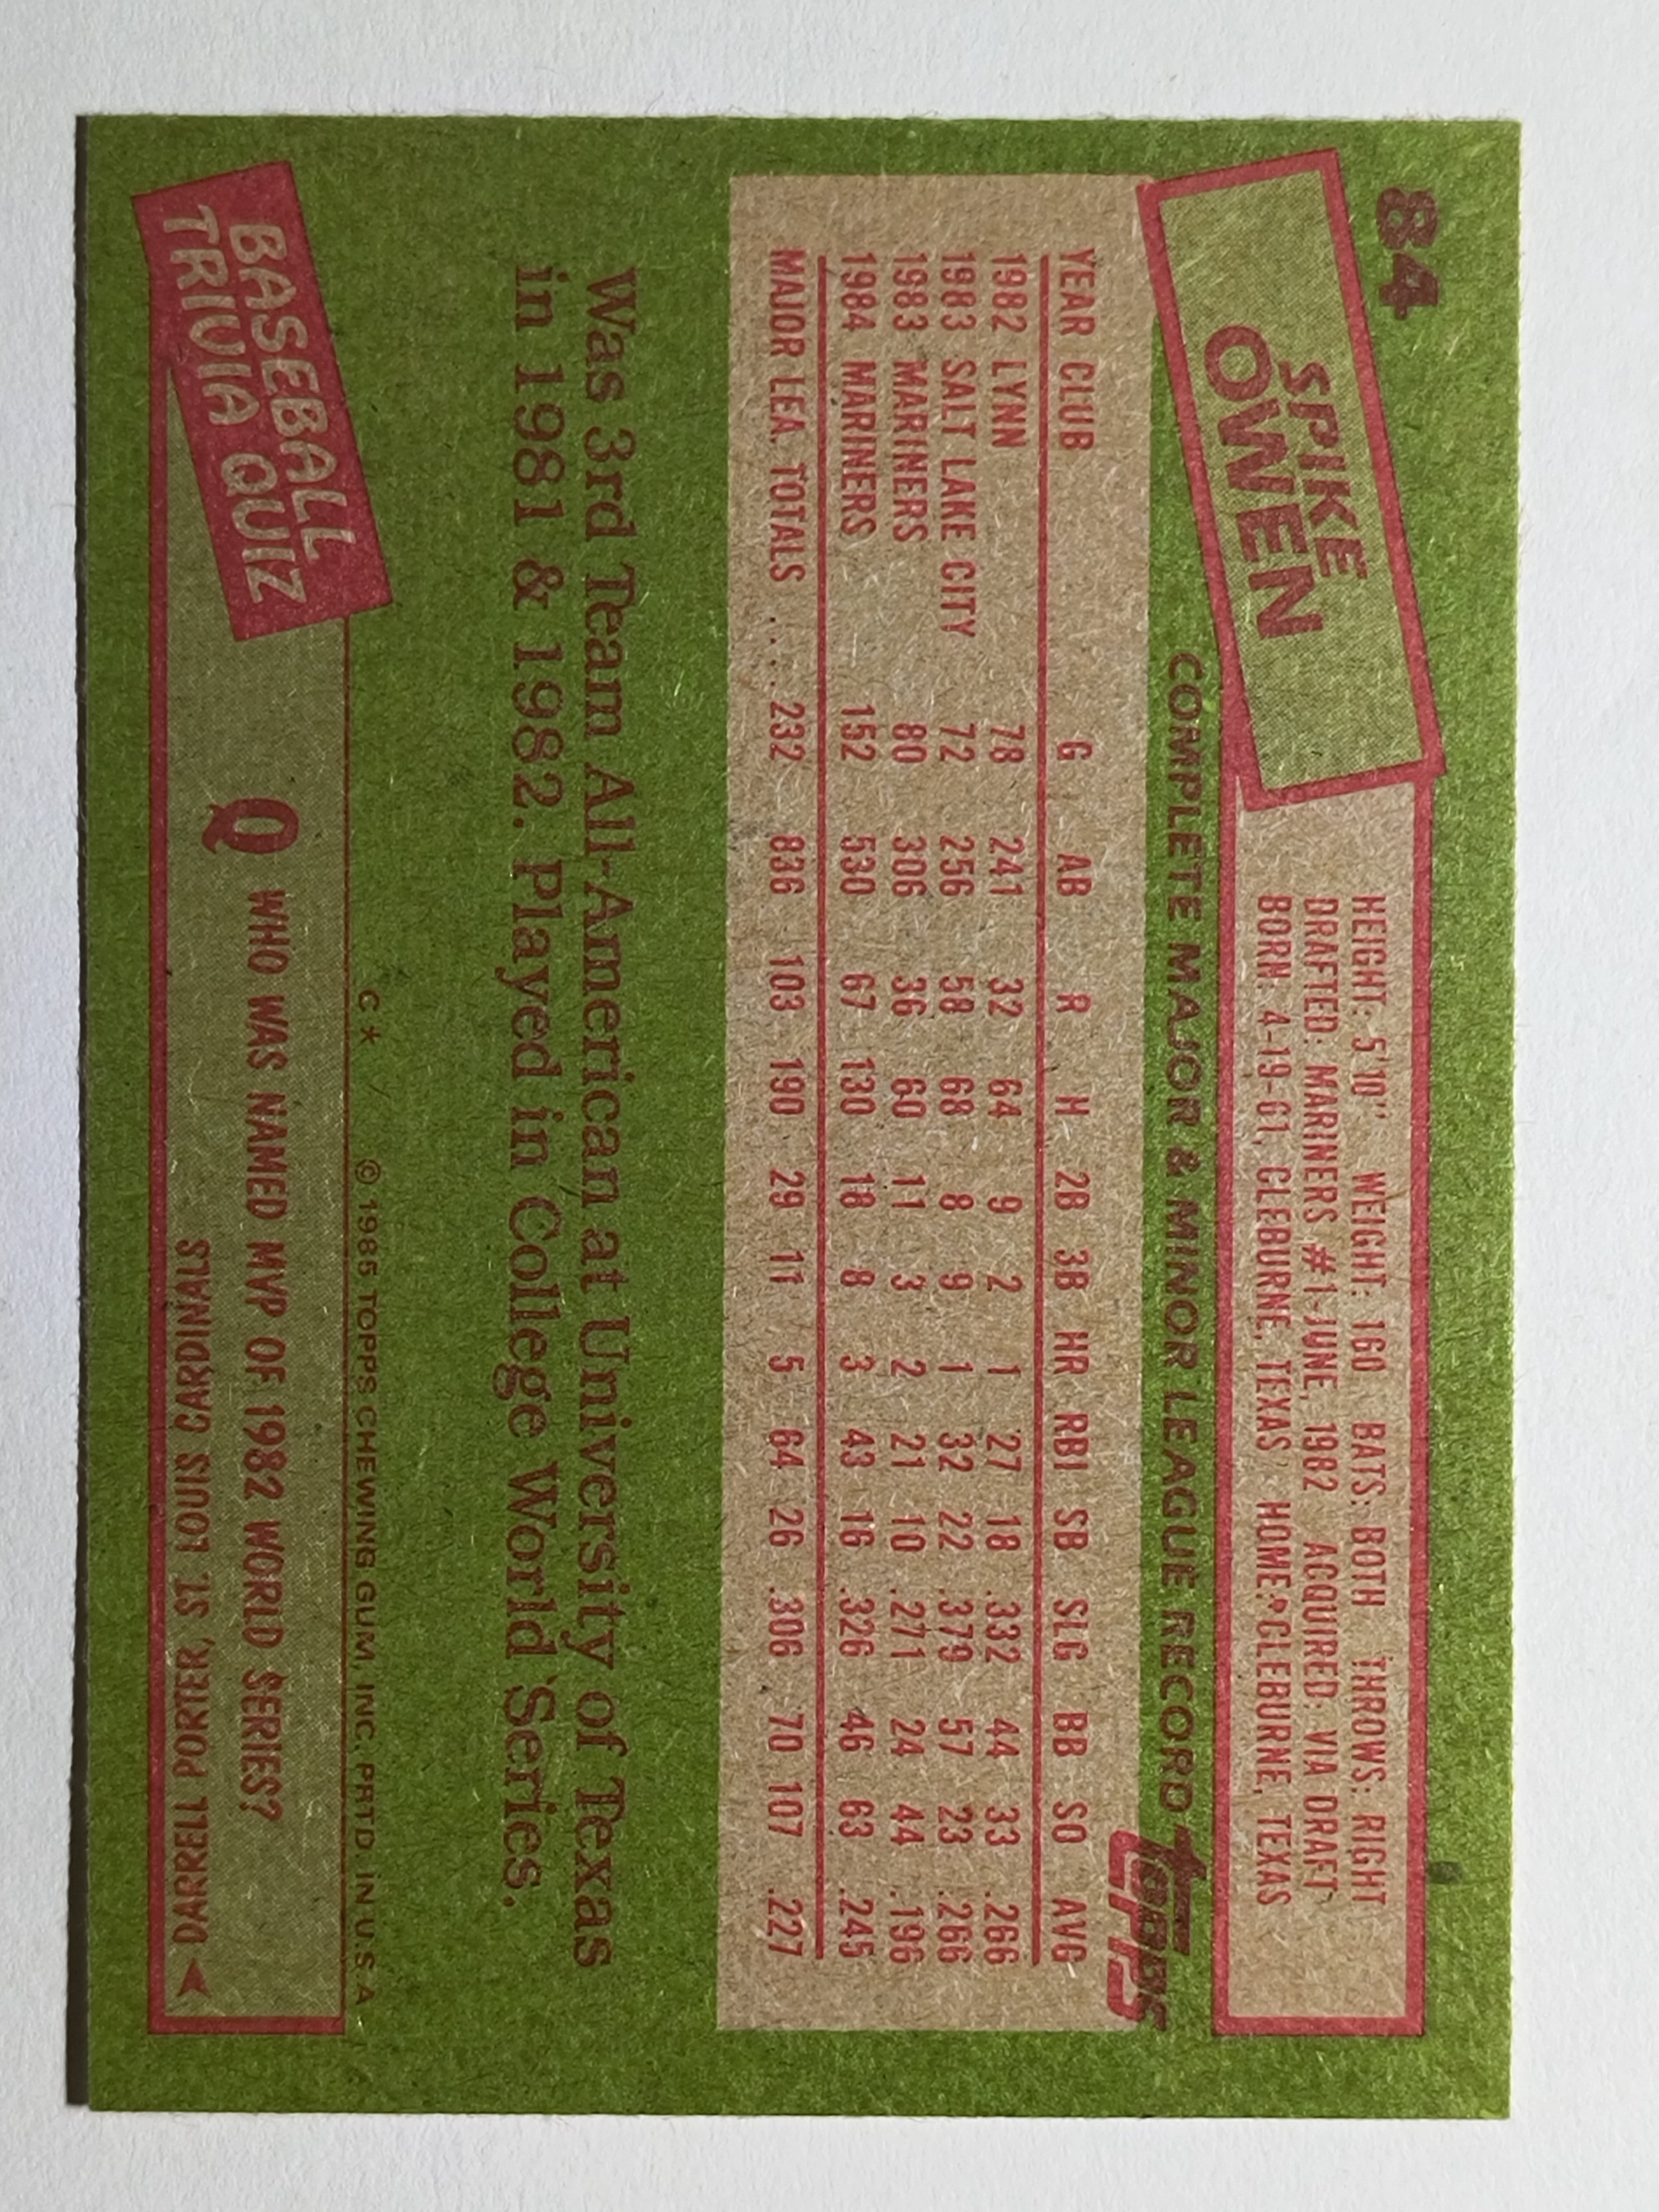 84
SPIKE
OWEN
HEIGHT: 5'10" WEIGHT: 160 BATS: BOTH THROWS: RIGHT
DRAFTED: MARINERS #1-JUNE, 1982 ACQUIRED: VIA DRAFT
BORN: 4-19-61, CLEBURNE, TEXAS HOME: CLEBURNE, TEXAS
COMPLETE MAJOR & MINOR LEAGUE RECORD
topps
YEAR CLUB G AB R H 2B 3B HR RBI SB SLG BB SO AVG
1982 LYNN 78 241 32 64 9 2 1 27 18 .332 44 33 .266
1983 SALT LAKE CITY 72 256 58 68 8 9 1 32 22 .379 57 23 .266
1983 MARINERS 80 306 36 60 11 3 2 21 10 .271 24 44 .196
1984 MARINERS 152 530 67 130 18 8 3 43 16 .326 46 63 .245
MAJOR LEA. TOTALS .... 232 836 103 190 29 11 5 64 26 .306 70 107 .227
Was 3rd Team All-American at University of Texas
in 1981 & 1982. Played in College World Series.
C* © 1985 TOPPS CHEWING GUM, INC. PRTD. IN U.S.A.
BASEBALL
TRIVIA QUIZ
Q WHO WAS NAMED MVP OF 1982 WORLD SERIES?
DARRELL PORTER, ST. LOUIS CARDINALS